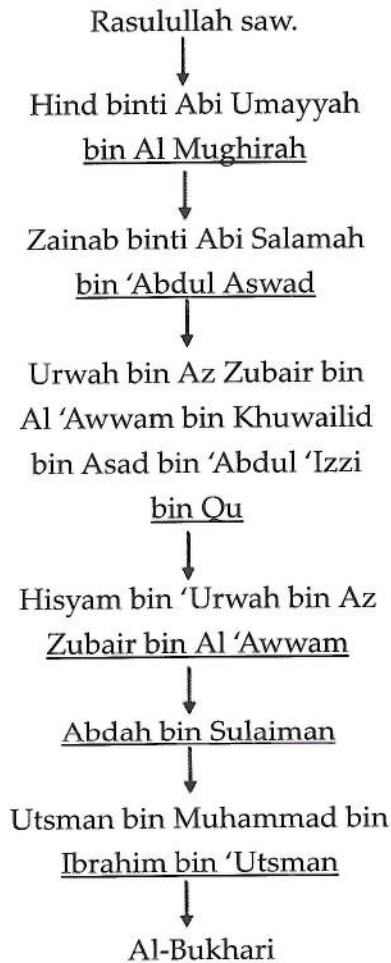 Rasulullah saw.
Hind binti Abi Umayyah
bin Al Mughirah
Zainab binti Abi Salamah
bin ‘Abdul Aswad
Urwah bin Az Zubair bin
Al ‘Awwam bin Khuwailid
bin Asad bin ‘Abdul ‘Izzi
bin Qu
Hisyam bin ‘Urwah bin Az
Zubair bin Al ‘Awwam
Abdah bin Sulaiman
Utsman bin Muhammad bin
Ibrahim bin ‘Utsman
Al-Bukhari